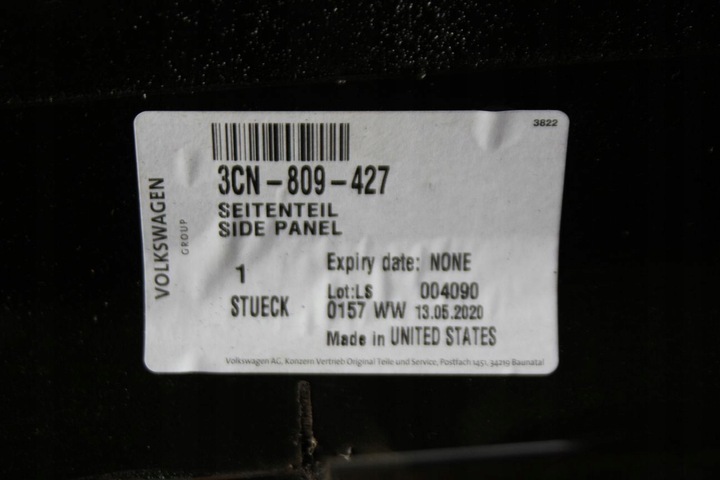 3822
3CN-809-427
SEITENTEIL
SIDE PANEL
VOLKSWAGEN
GROUP
1
STUECK
Expiry date: NONE
Lot:LS 004090
0157 WW 13.05.2020
Made in UNITED STATES
Volkswagen AG. Konzern Vertrieb Original Teile und Service, Postfach 1451, 34219 Baunatal